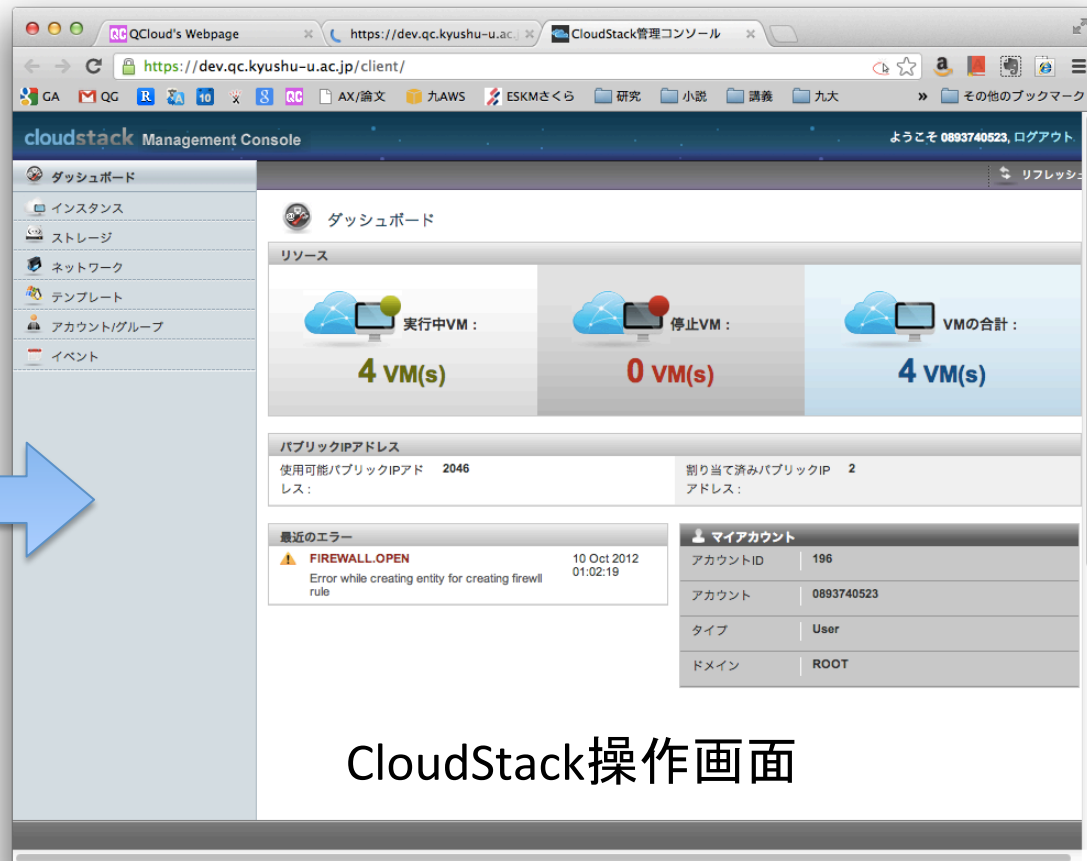 QC QCloud's Webpage
https://dev.qc.kyushu-u.ac.j
CloudStack管理コンソール
https://dev.qc.kyushu-u.ac.jp/client/
GA
QG
R
10
8
QC
AX/論文
九AWS
ESKMさくら
研究
小説
講義
九大
»
その他のブックマーク
cloudstack Management Console
ようこそ 0893740523, ログアウト
ダッシュボード
リフレッシュ
インスタンス
ストレージ
ネットワーク
テンプレート
アカウント/グループ
イベント
ダッシュボード
リソース
実行中VM :
4 VM(s)
停止VM :
0 VM(s)
VMの合計 :
4 VM(s)
パブリックIPアドレス
使用可能パブリックIPアド 2046
レス :
割り当て済みパブリックIP 2
アドレス :
最近のエラー
FIREWALL.OPEN
10 Oct 2012
01:02:19
Error while creating entity for creating firewll
rule
マイアカウント
アカウントID 196
アカウント 0893740523
タイプ User
ドメイン ROOT
CloudStack操作画面